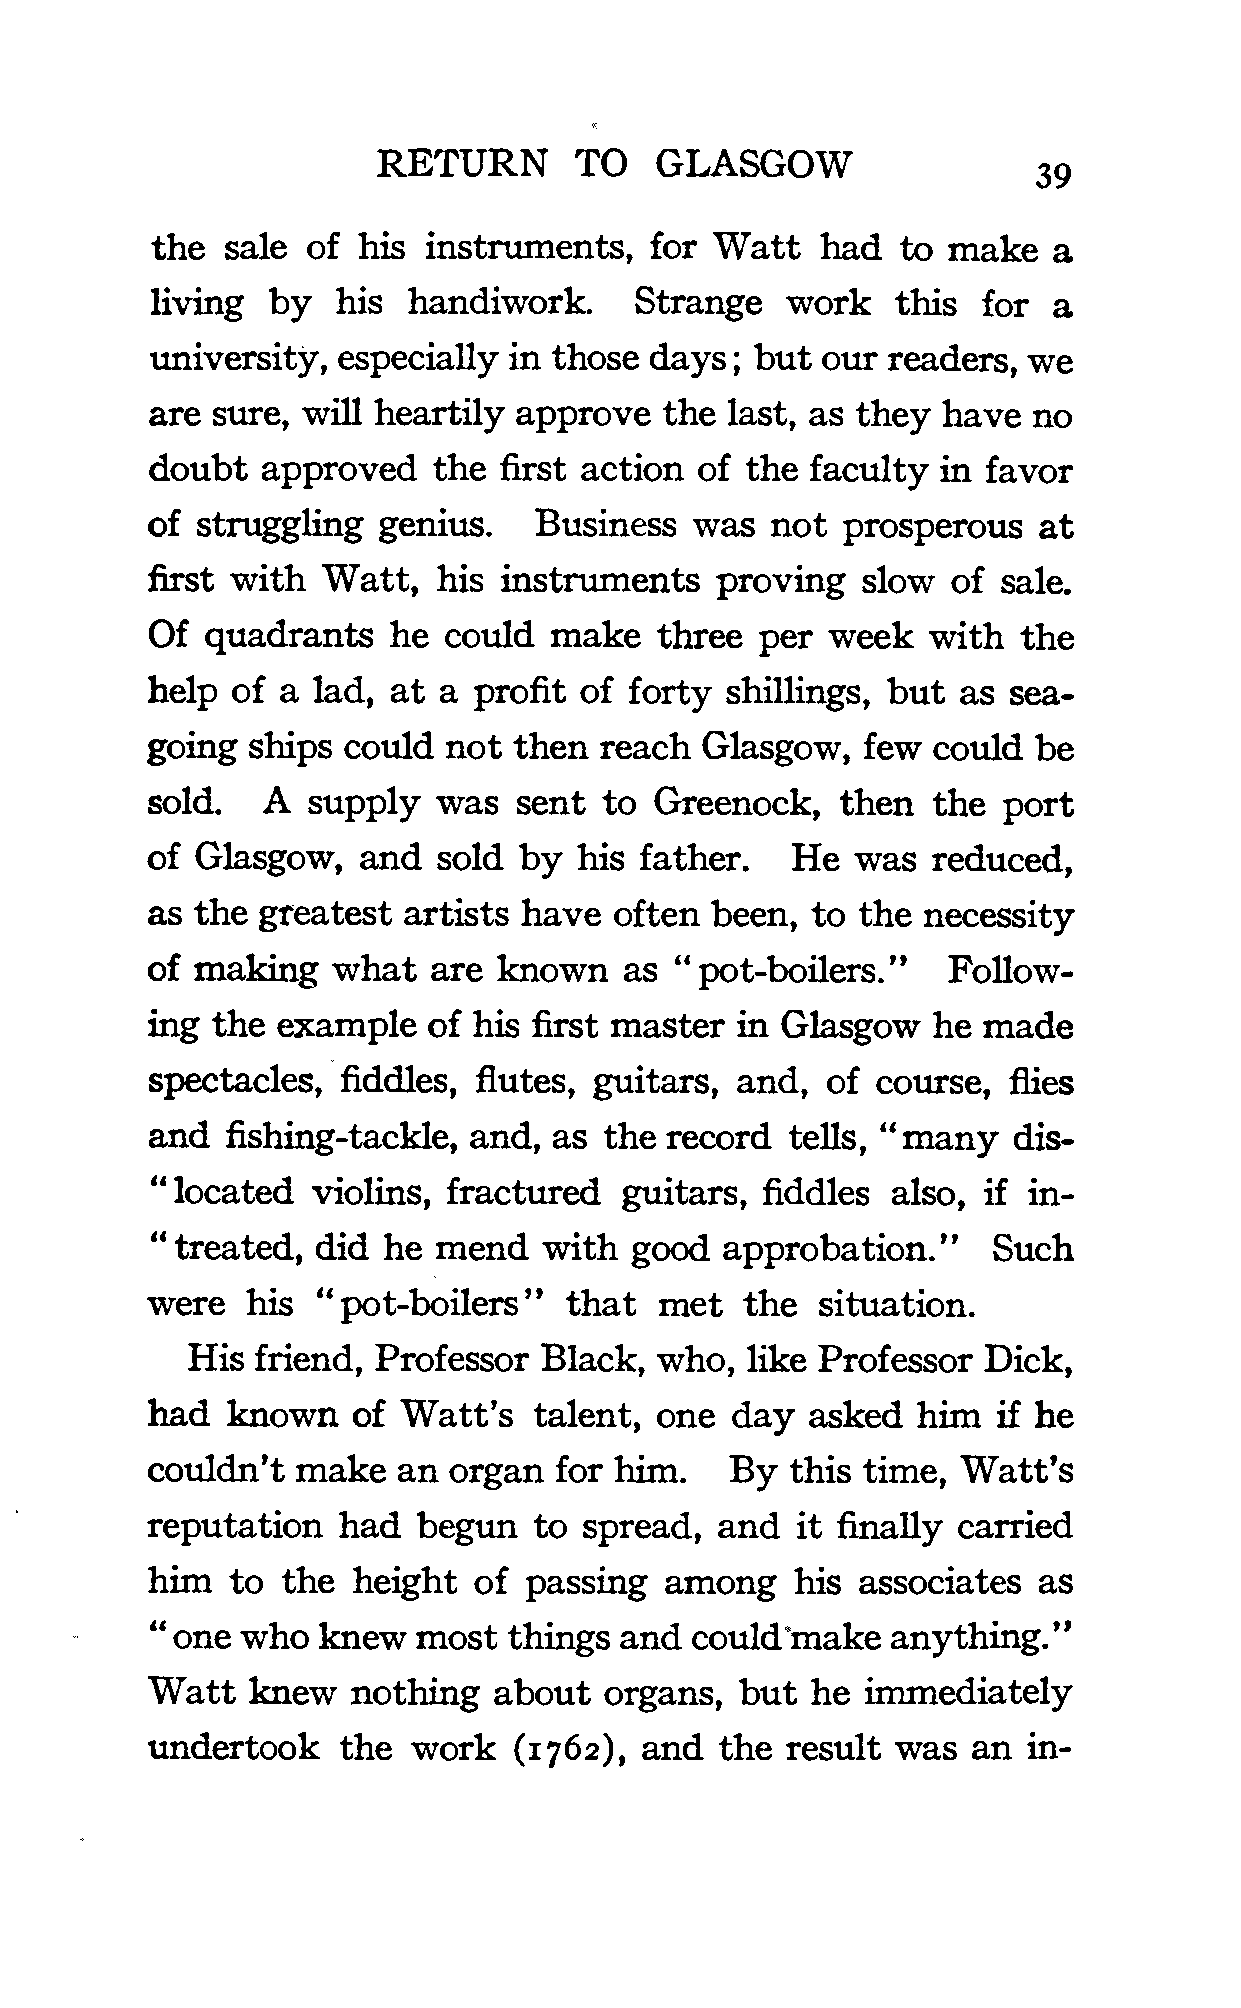 RETURN TO GLASGOW 39
the sale of his instruments, for Watt had to make a
living by his handiwork. Strange work this for a
university, especially in those days; but our readers, we
are sure, will heartily approve the last, as they have no
doubt approved the first action of the faculty in favor
of struggling genius. Business was not prosperous at
first with Watt, his instruments proving slow of sale.
Of quadrants he could make three per week with the
help of a lad, at a profit of forty shillings, but as sea-
going ships could not then reach Glasgow, few could be
sold. A supply was sent to Greenock, then the port
of Glasgow, and sold by his father. He was reduced,
as the greatest artists have often been, to the necessity
of making what are known as "pot-boilers." Follow-
ing the example of his first master in Glasgow he made
spectacles, fiddles, flutes, guitars, and, of course, flies
and fishing-tackle, and, as the record tells, "many dis-
"located violins, fractured guitars, fiddles also, if in-
"treated, did he mend with good approbation." Such
were his "pot-boilers" that met the situation.
His friend, Professor Black, who, like Professor Dick,
had known of Watt's talent, one day asked him if he
couldn't make an organ for him. By this time, Watt's
reputation had begun to spread, and it finally carried
him to the height of passing among his associates as
"one who knew most things and could make anything."
Watt knew nothing about organs, but he immediately
undertook the work (1762), and the result was an in-